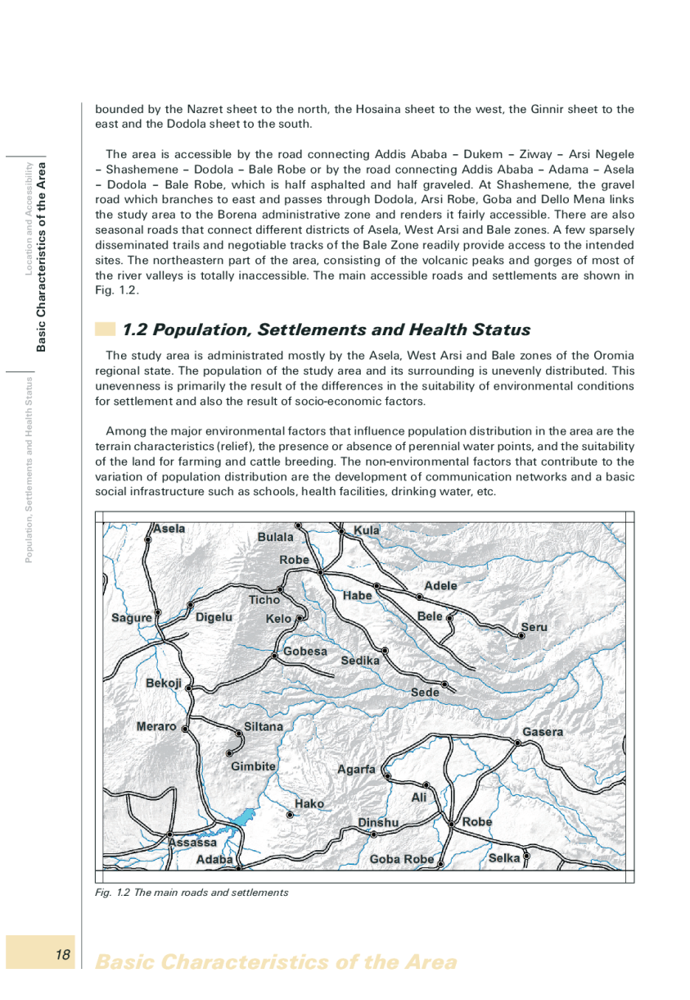 bounded by the Nazret sheet to the north, the Hosaina sheet to the west, the Ginnir sheet to the
east and the Dodola sheet to the south.
The area is accessible by the road connecting Addis Ababa – Dukem – Ziway – Arsi Negele
– Shashemene – Dodola – Bale Robe or by the road connecting Addis Ababa – Adama – Asela
– Dodola – Bale Robe, which is half asphalted and half graveled. At Shashemene, the gravel
road which branches to east and passes through Dodola, Arsi Robe, Goba and Dello Mena links
the study area to the Borena administrative zone and renders it fairly accessible. There are also
seasonal roads that connect different districts of Asela, West Arsi and Bale zones. A few sparsely
disseminated trails and negotiable tracks of the Bale Zone readily provide access to the intended
sites. The northeastern part of the area, consisting of the volcanic peaks and gorges of most of
the river valleys is totally inaccessible. The main accessible roads and settlements are shown in
Fig. 1.2.
1.2 Population, Settlements and Health Status
The study area is administrated mostly by the Asela, West Arsi and Bale zones of the Oromia
regional state. The population of the study area and its surrounding is unevenly distributed. This
unevenness is primarily the result of the differences in the suitability of environmental conditions
for settlement and also the result of socio-economic factors.
Among the major environmental factors that influence population distribution in the area are the
terrain characteristics (relief), the presence or absence of perennial water points, and the suitability
of the land for farming and cattle breeding. The non-environmental factors that contribute to the
variation of population distribution are the development of communication networks and a basic
social infrastructure such as schools, health facilities, drinking water, etc.
Asela
Bulala
Kula
Robe
Ticho
Habe
Adele
Sagure
Digelu
Kelo
Bele
Seru
Gobesa
Sedika
Bekoji
Sede
Meraro
Siltana
Gasera
Gimbite
Agarfa
Ali
Hako
Dinshu
Robe
Assassa
Adaba
Goba Robe
Selka
Fig. 1.2 The main roads and settlements
Location and Accessibility
Basic Characteristics of the Area
Population, Settlements and Health Status
18
Basic Characteristics of the Area